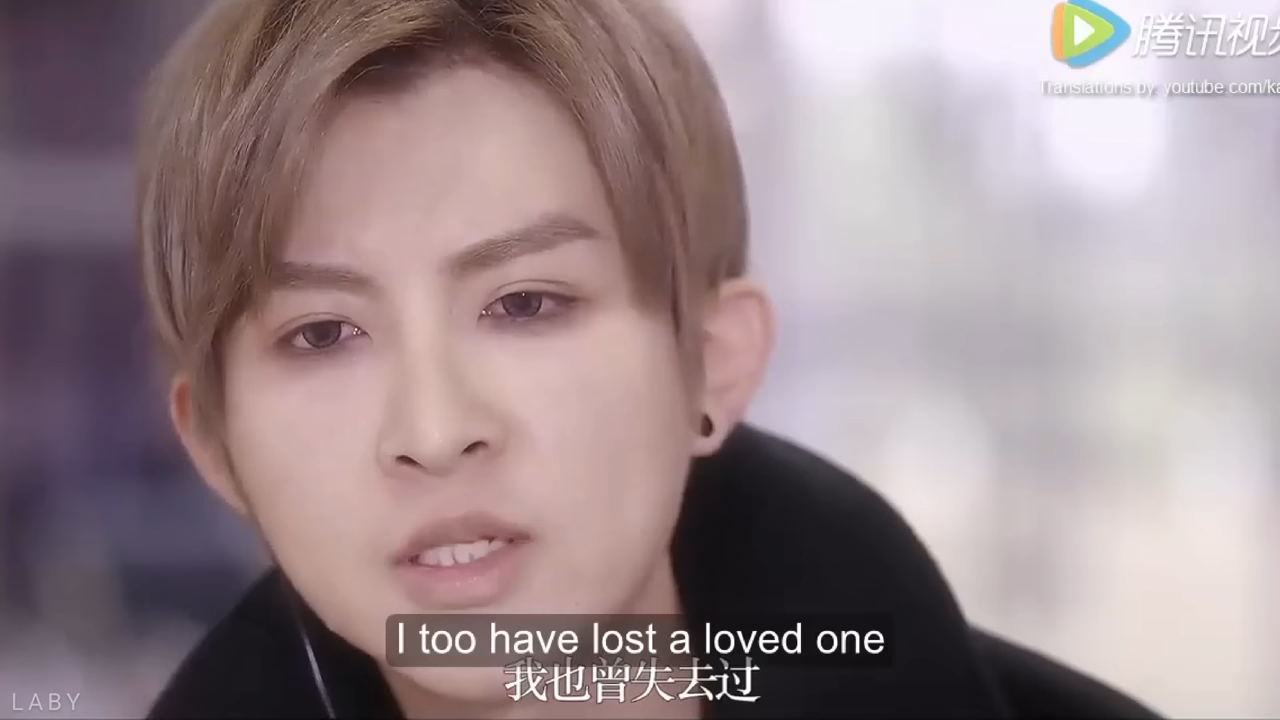 腾讯视
Translations by: youtube.com/ka
I too have lost a loved one
我也曾失去过
LABY